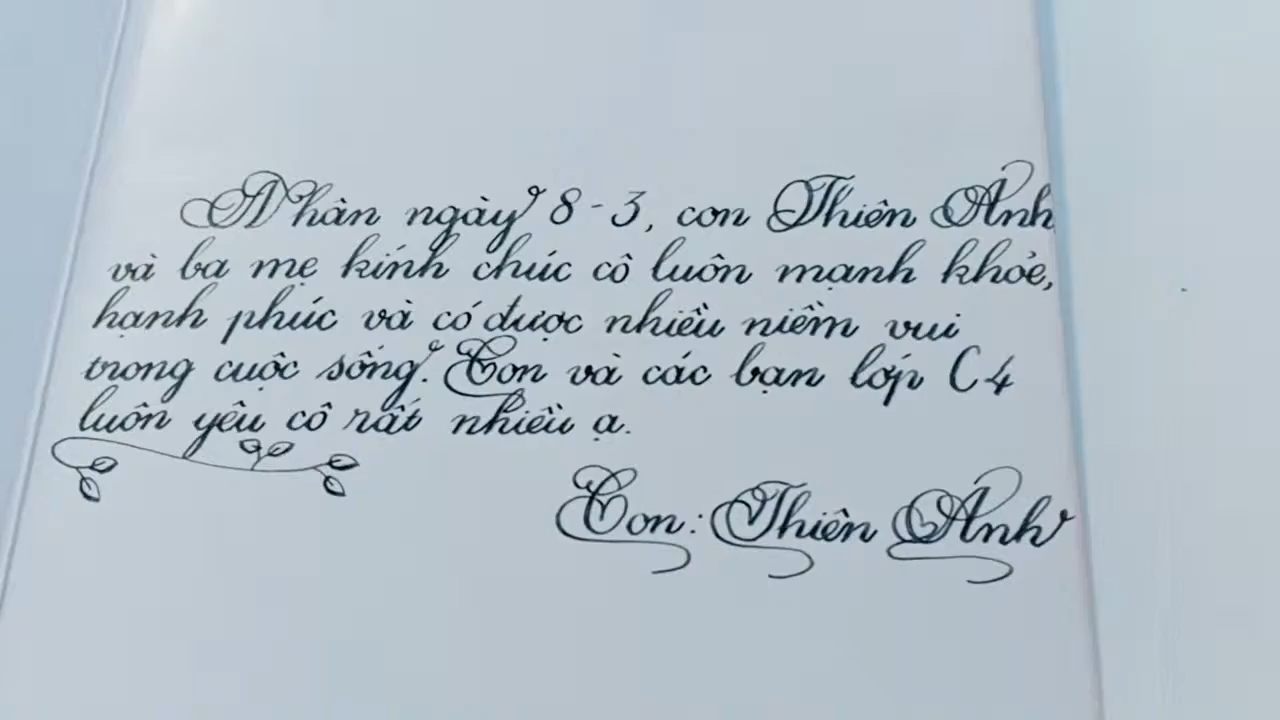 Nhân ngày 8-3, con Thiên Ánh
và ba mẹ kính chúc cô luôn mạnh khỏe,
hạnh phúc và có được nhiều niềm vui
trong cuộc sống. Con và các bạn lớp C4
luôn yêu cô rất nhiều ạ.
Con: Thiên Ánh